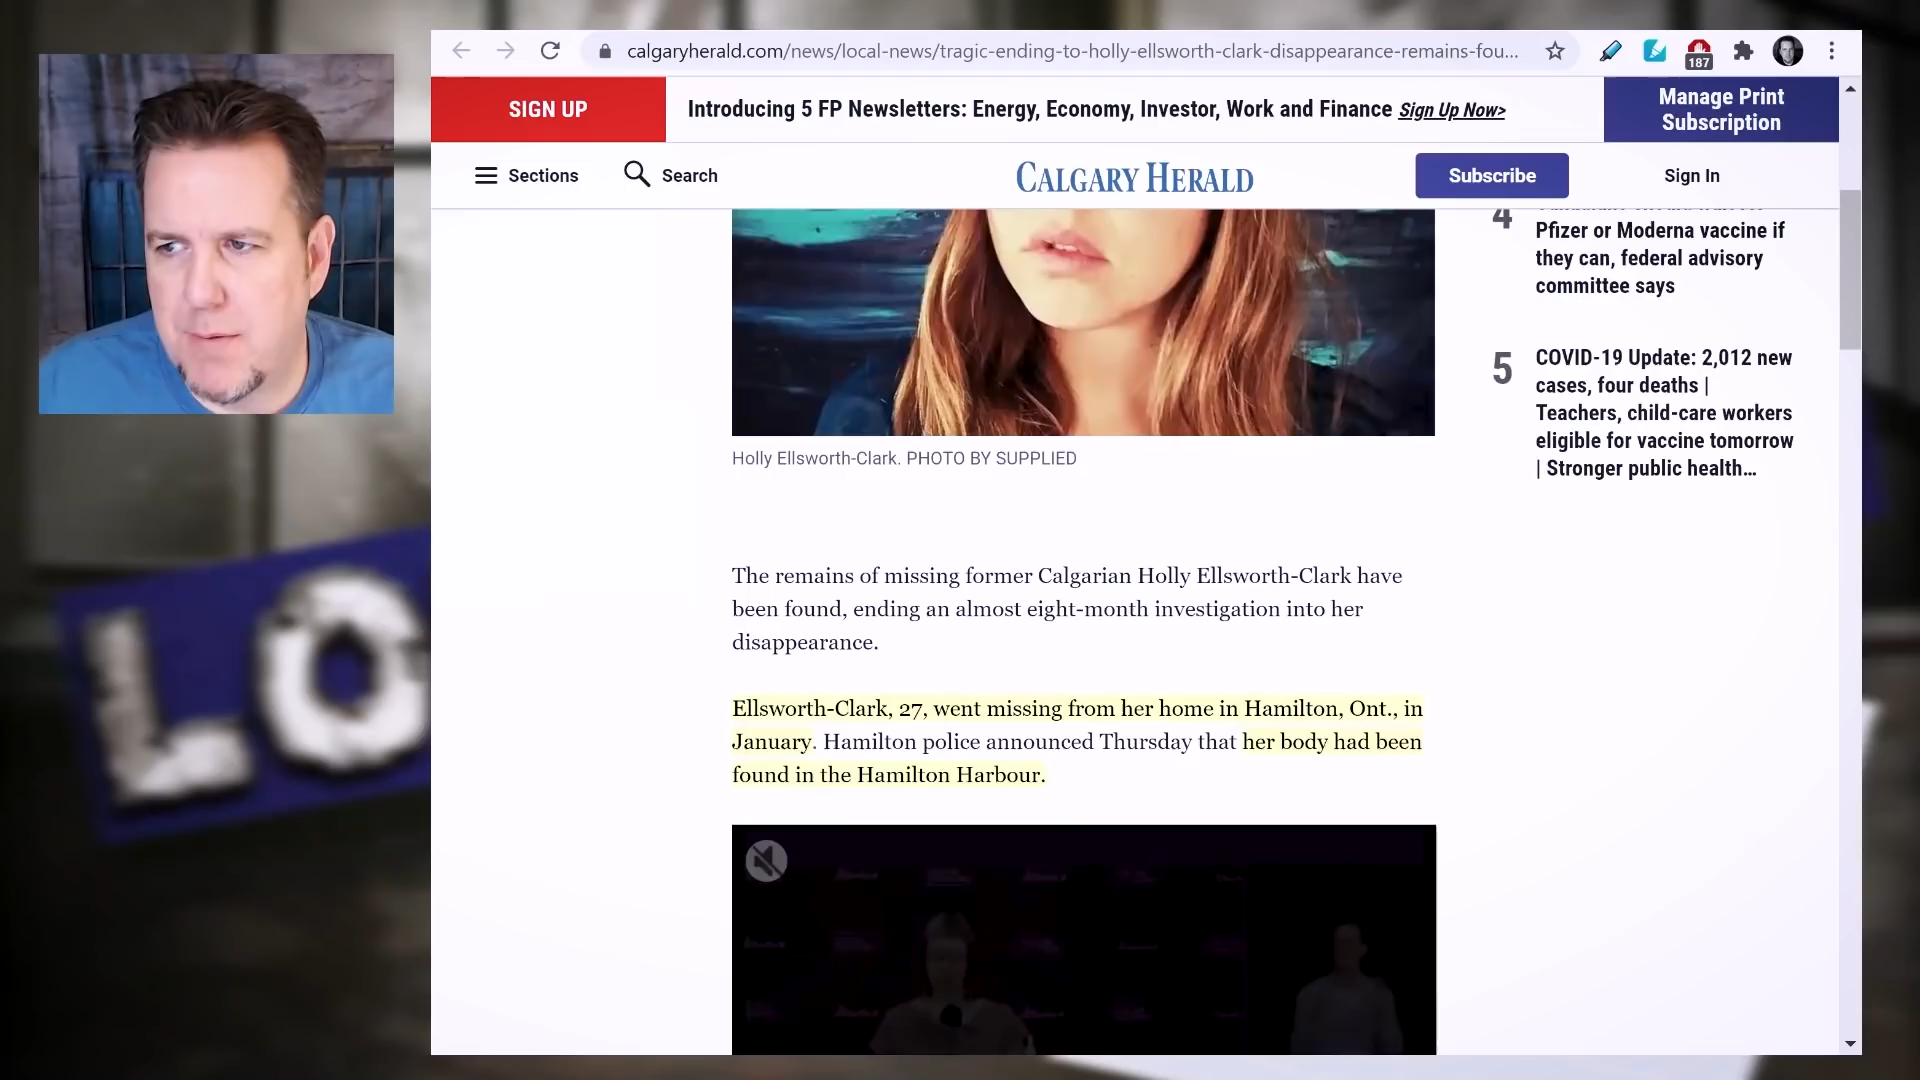 calgaryherald.com/news/local-news/tragic-ending-to-holly-ellsworth-clark-disappearance-remains-fou...
187
SIGN UP
Introducing 5 FP Newsletters: Energy, Economy, Investor, Work and Finance Sign Up Now>
Manage Print
Subscription
Sections
Search
CALGARY HERALD
Subscribe
Sign In
4
Pfizer or Moderna vaccine if
they can, federal advisory
committee says
5
COVID-19 Update: 2,012 new
cases, four deaths |
Teachers, child-care workers
eligible for vaccine tomorrow
| Stronger public health...
Holly Ellsworth-Clark. PHOTO BY SUPPLIED
The remains of missing former Calgarian Holly Ellsworth-Clark have
been found, ending an almost eight-month investigation into her
disappearance.
Ellsworth-Clark, 27, went missing from her home in Hamilton, Ont., in
January. Hamilton police announced Thursday that her body had been
found in the Hamilton Harbour.
LO